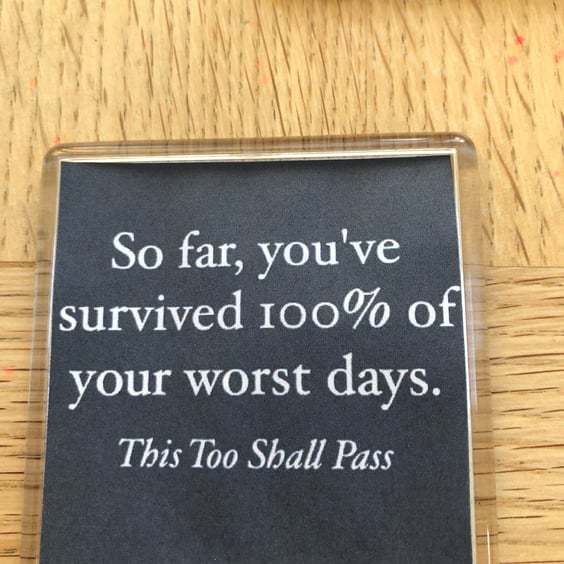 So far, you've
survived 100% of
your worst days.
This Too Shall Pass